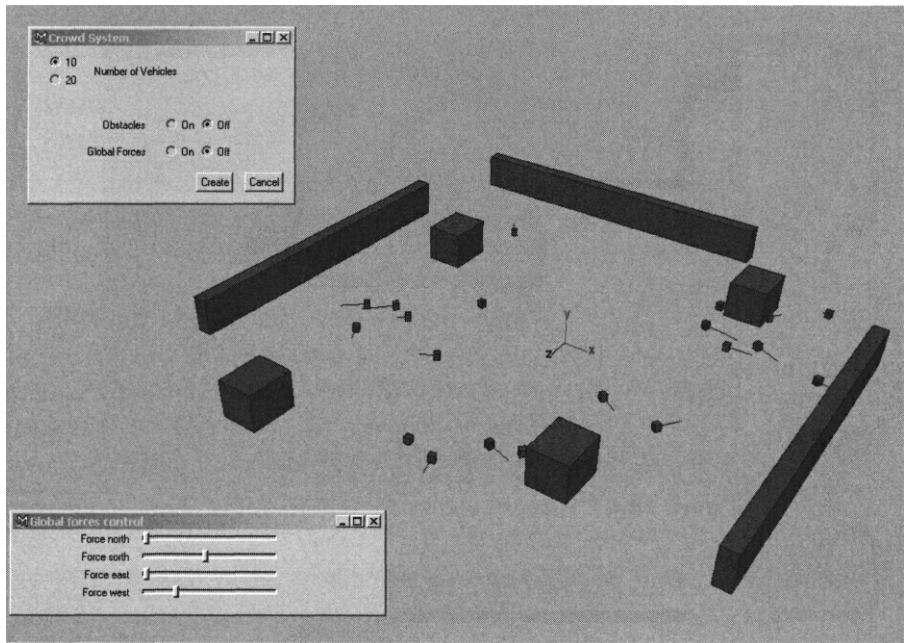 Crowd System
10
Number of Vehicles
20
Obstacles On Off
Global Forces On Off
Create Cancel
y
z x
Global forces control
Force north
Force sorth
Force east
Force west